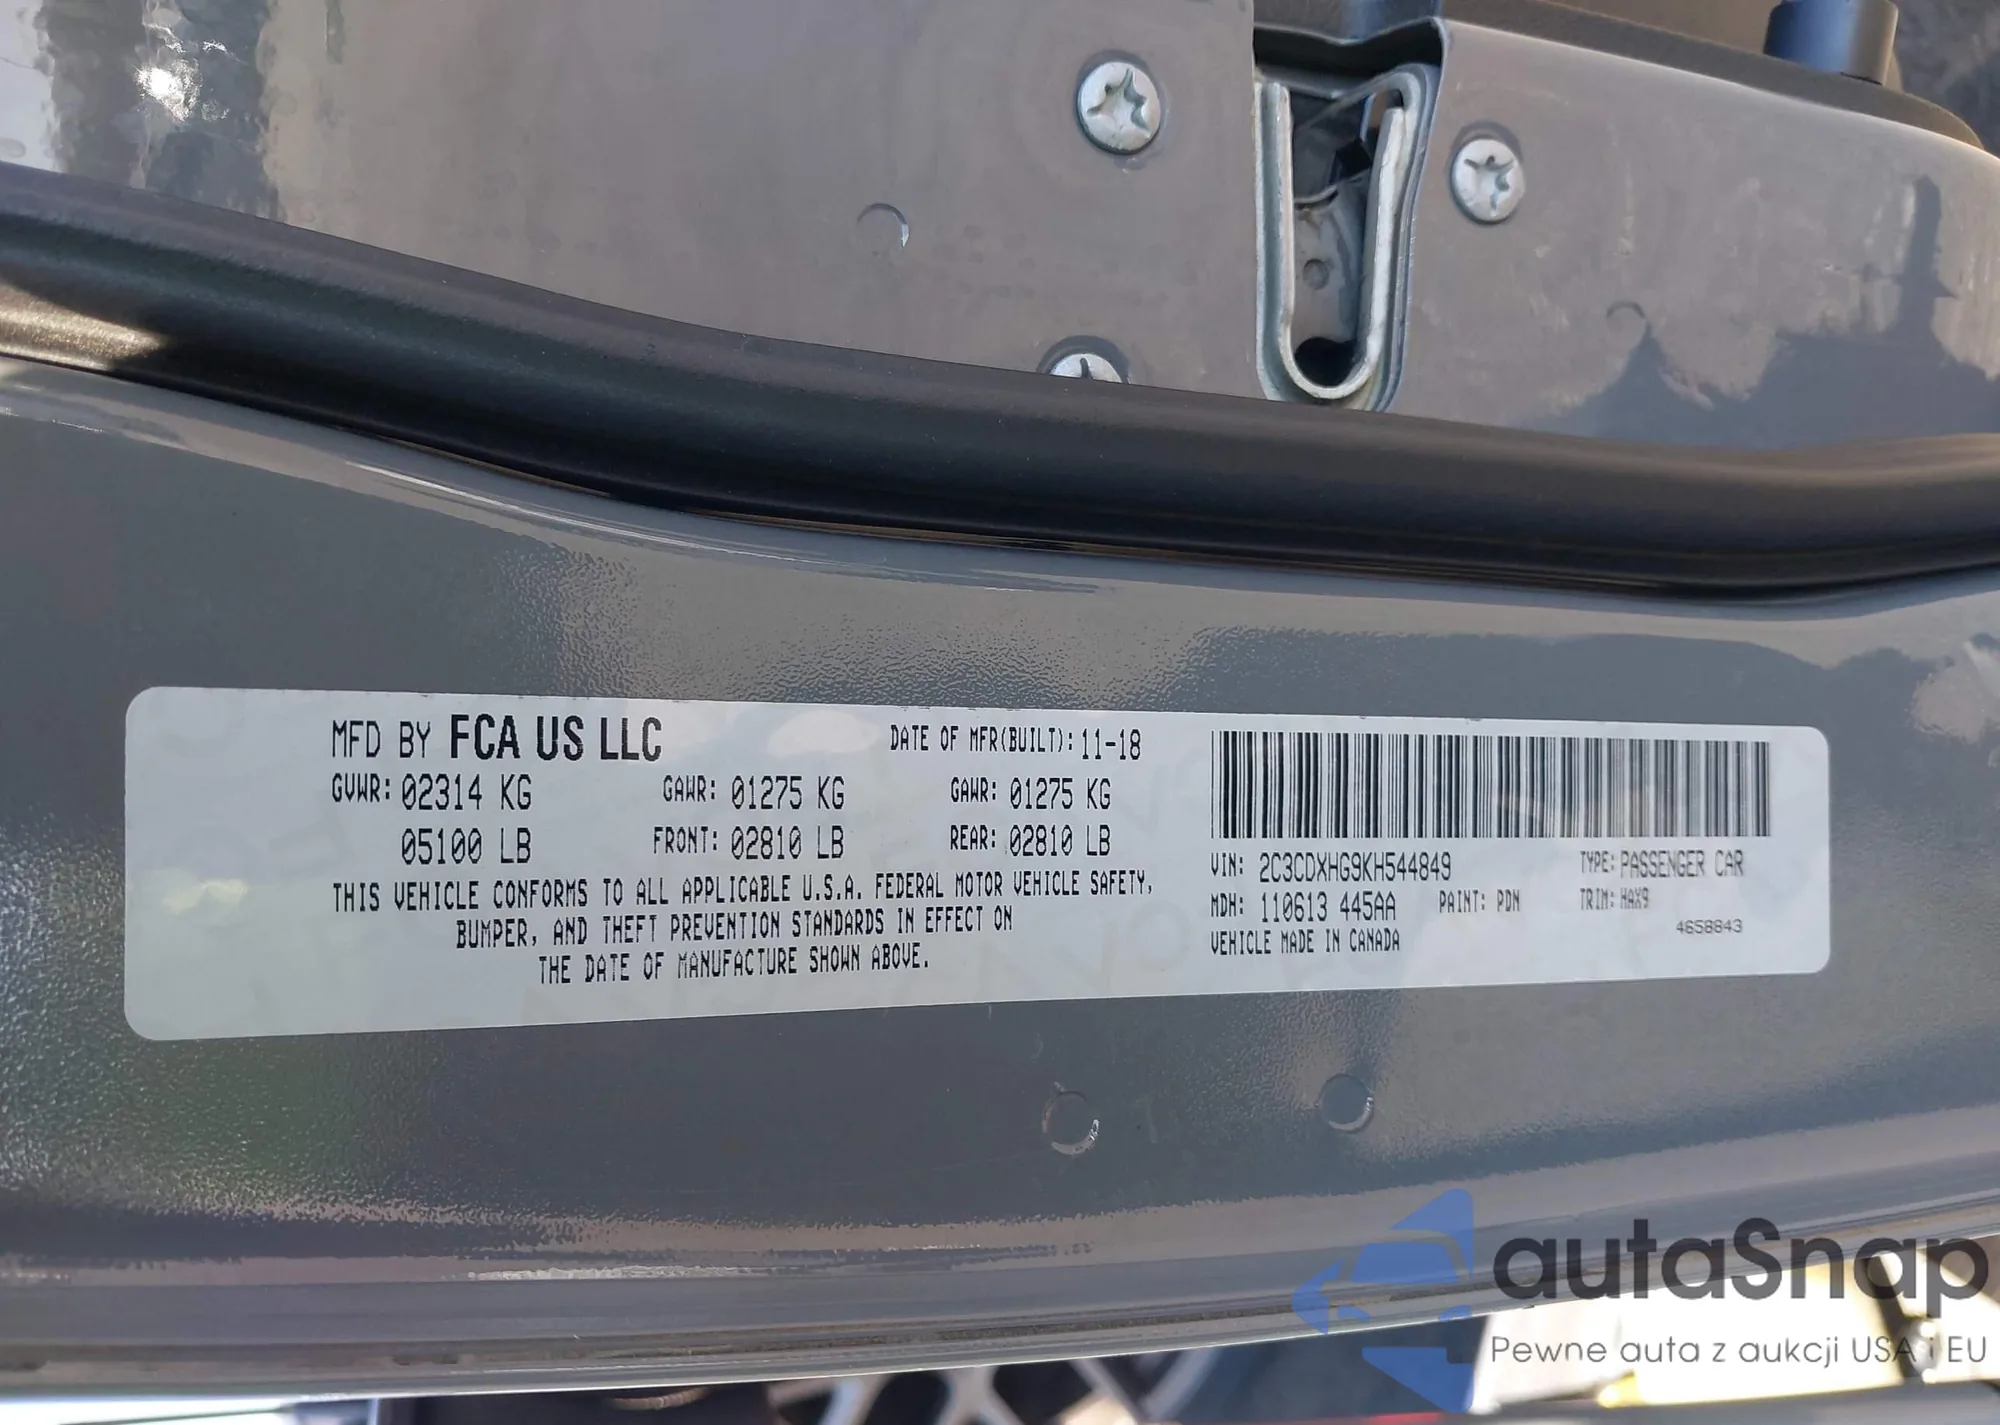 MFD BY FCA US LLC DATE OF MFR(BUILT): 11-18
GVWR: 02314 KG GAWR: 01275 KG GAWR: 01275 KG
05100 LB FRONT: 02810 LB REAR: 02810 LB
THIS VEHICLE CONFORMS TO ALL APPLICABLE U.S.A. FEDERAL MOTOR VEHICLE SAFETY,
BUMPER, AND THEFT PREVENTION STANDARDS IN EFFECT ON
THE DATE OF MANUFACTURE SHOWN ABOVE.
VIN: 2C3CDXHG9KH544849 TYPE: PASSENGER CAR
MDH: 110613 445AA PAINT: PDN TRIM: HAX9
VEHICLE MADE IN CANADA 4658843
autaSnap
Pewne auta z aukcji USA i EU